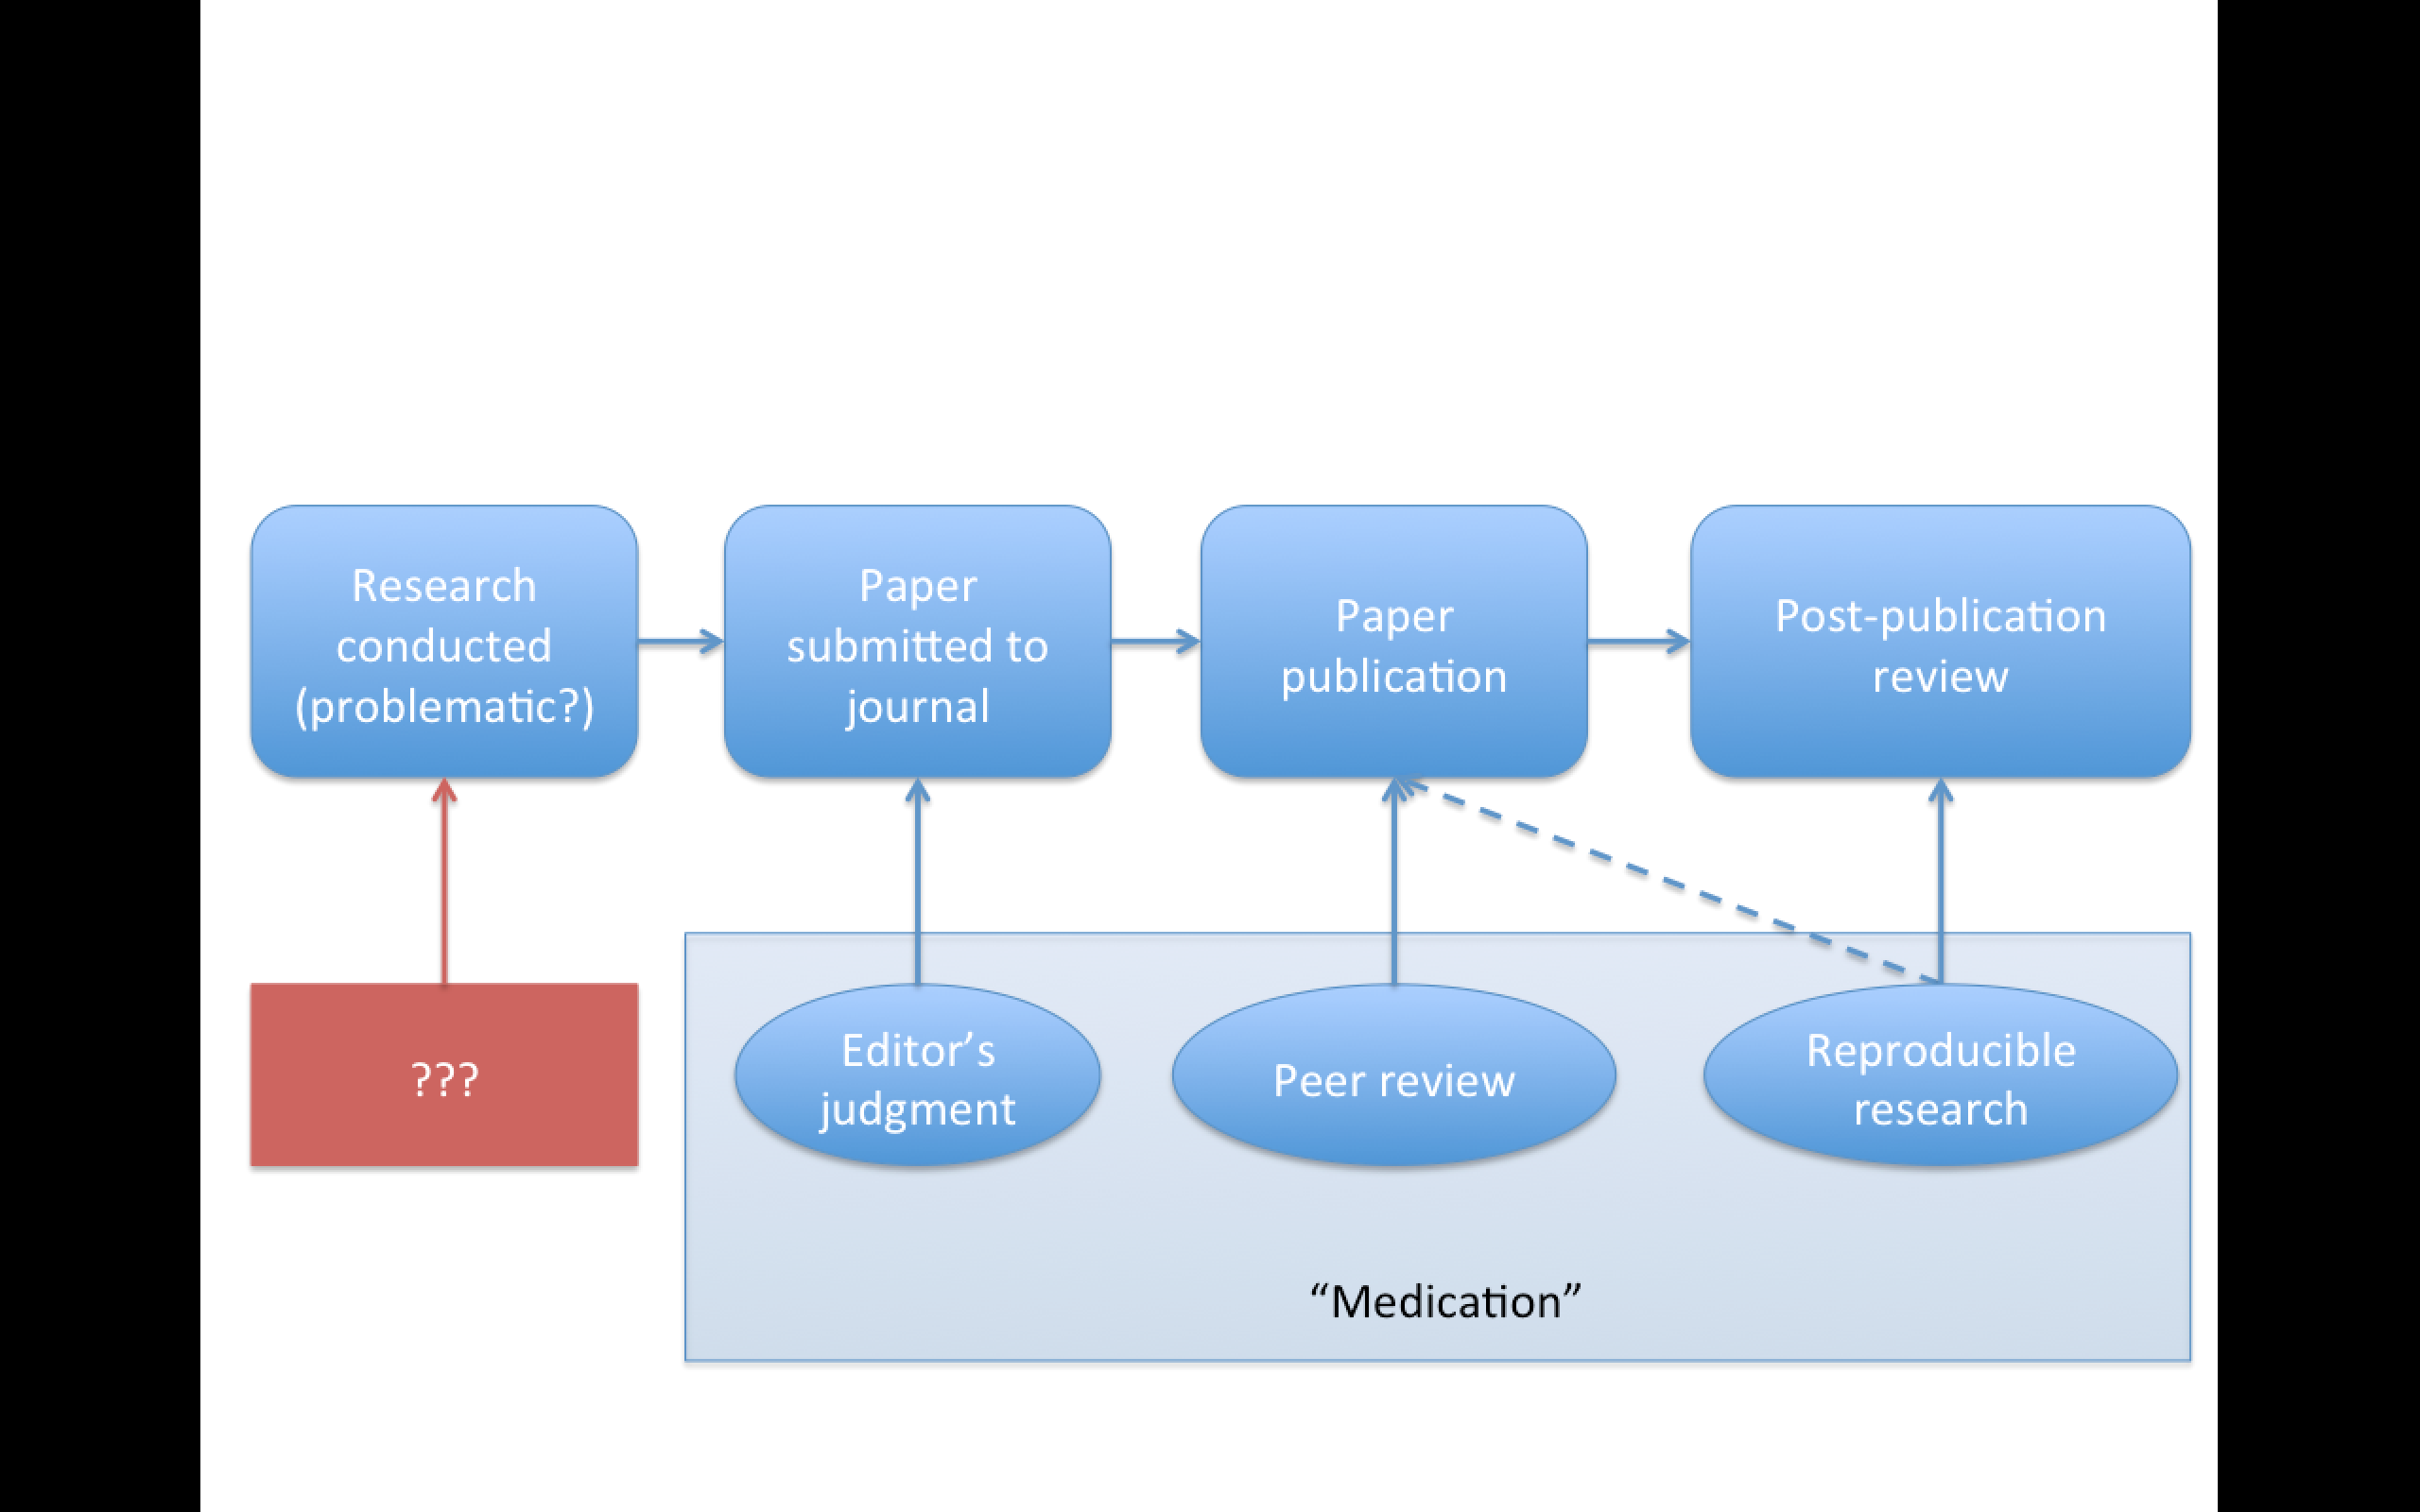 Research
conducted
(problematic?)
Paper
submitted to
journal
Paper
publication
Post-publication
review
???
Editor’s
judgment
Peer review
Reproducible
research
“Medication”